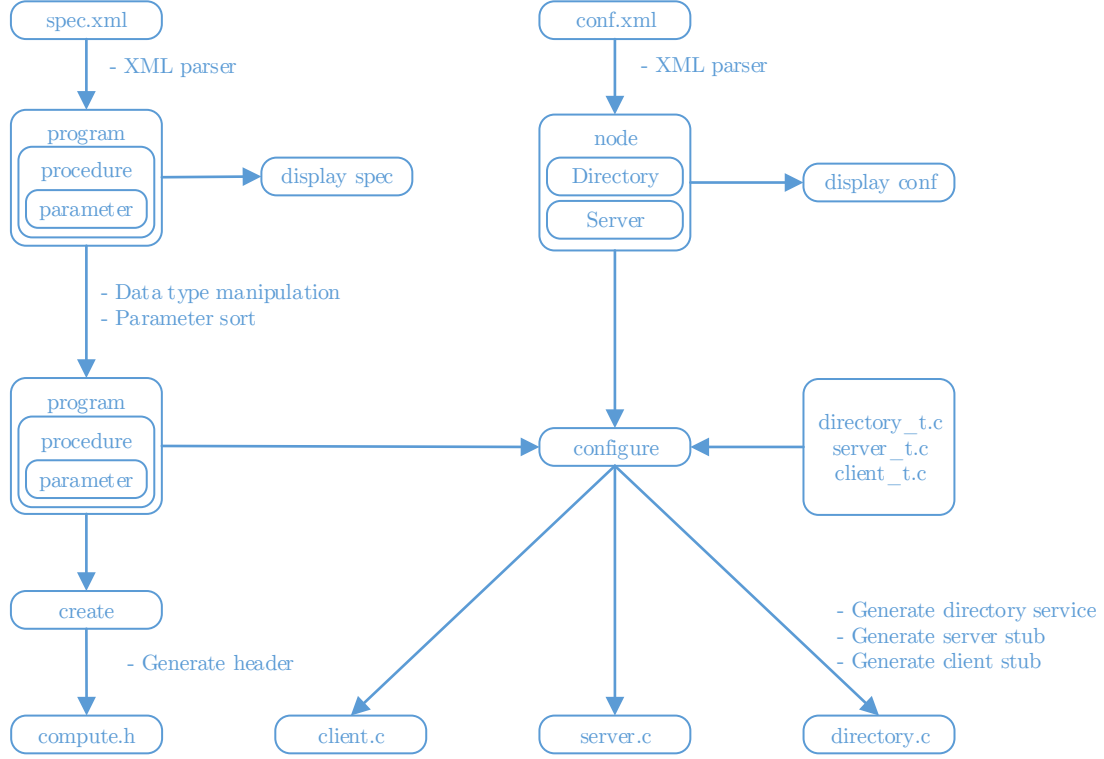 spec.xml
conf.xml
- XML parser
- XML parser
program
procedure
parameter
display spec
node
Directory
Server
display conf
- Data type manipulation
- Parameter sort
program
procedure
parameter
configure
directory_t.c
server_t.c
client_t.c
create
- Generate header
- Generate directory service
- Generate server stub
- Generate client stub
compute.h
client.c
server.c
directory.c